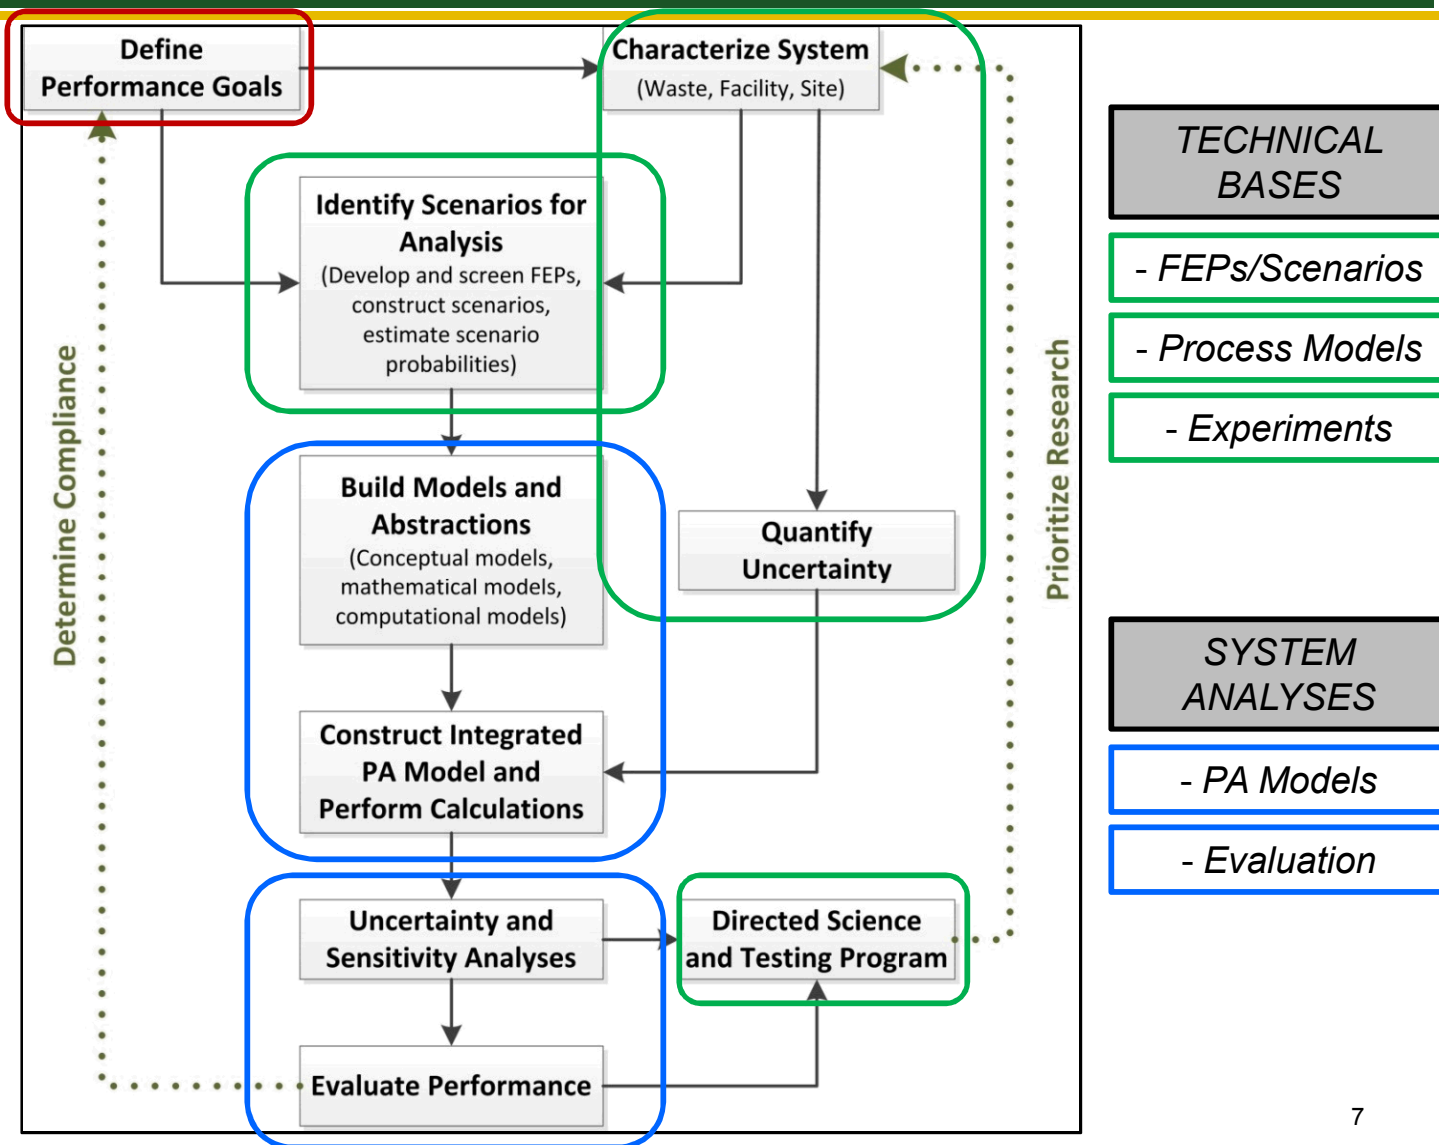 Define
Performance Goals
Characterize System
(Waste, Facility, Site)
Identify Scenarios for
Analysis
(Develop and screen FEPs,
construct scenarios,
estimate scenario
probabilities)
Build Models and
Abstractions
(Conceptual models,
mathematical models,
computational models)
Quantify
Uncertainty
Construct Integrated
PA Model and
Perform Calculations
Uncertainty and
Sensitivity Analyses
Directed Science
and Testing Program
Evaluate Performance
Determine Compliance
Prioritize Research
TECHNICAL
BASES
- FEPs/Scenarios
- Process Models
- Experiments
SYSTEM
ANALYSES
- PA Models
- Evaluation
7